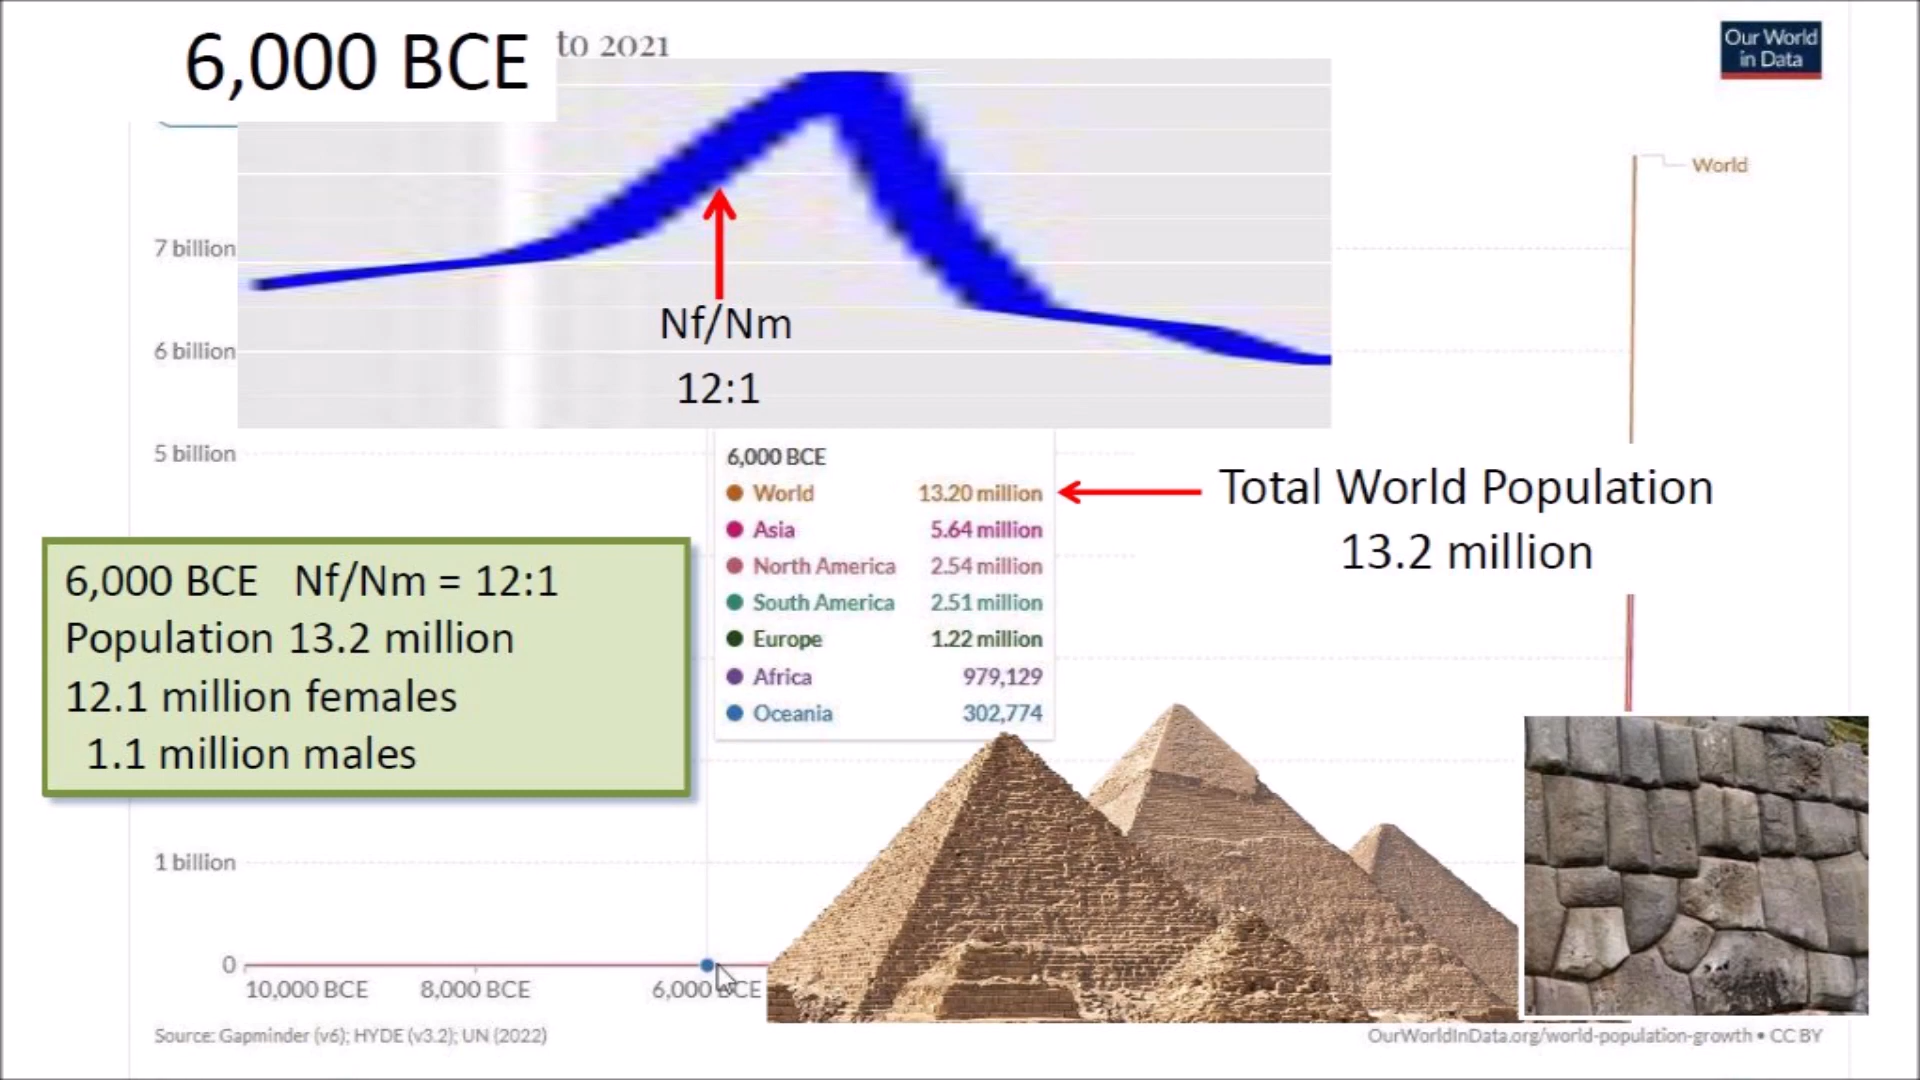 6,000 BCE to 2021
Our World
in Data
World
7 billion
Nf/Nm
6 billion
12:1
5 billion
6,000 BCE
World 13.20 million
Total World Population
13.2 million
Asia 5.64 million
North America 2.54 million
South America 2.51 million
Europe 1.22 million
Africa 979,129
Oceania 302,774
6,000 BCE Nf/Nm = 12:1
Population 13.2 million
12.1 million females
1.1 million males
1 billion
0
10,000 BCE 8,000 BCE 6,000 BCE
Source: Gapminder (v6); HYDE (v3.2); UN (2022)
OurWorldInData.org/world-population-growth • CC BY